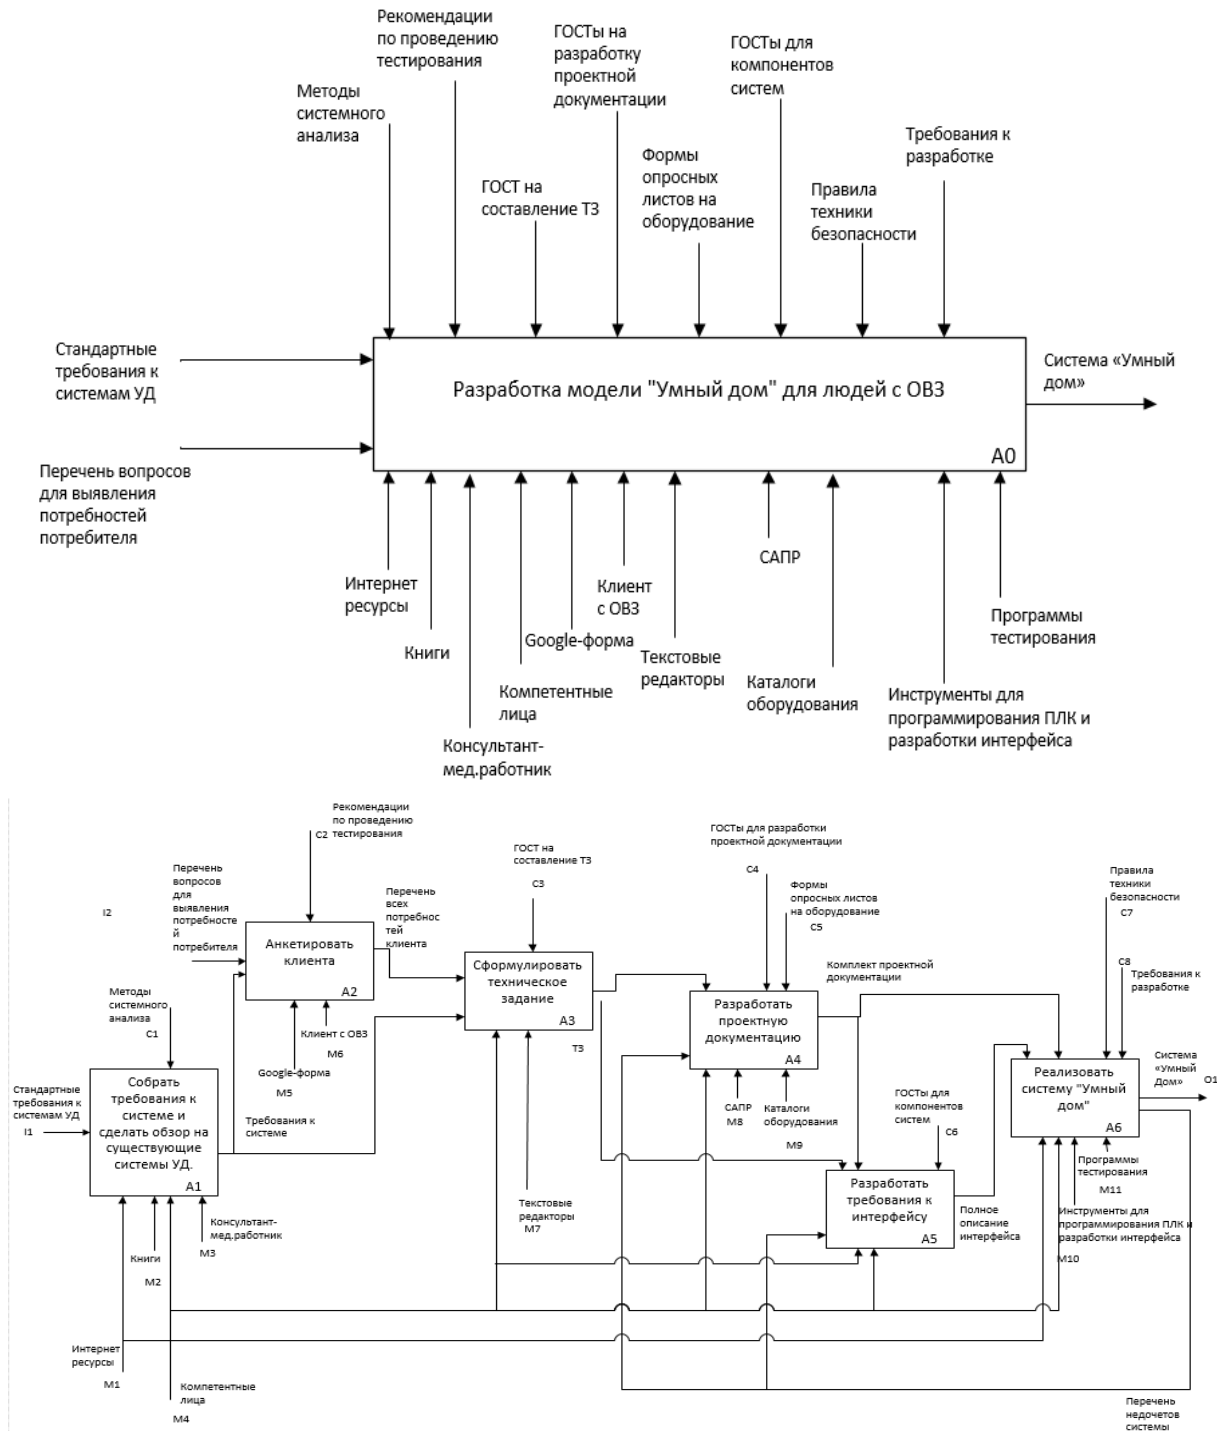 Рекомендации
по проведению
тестирования
ГОСТы на
разработку
проектной
документации
ГОСТы для
компонентов
систем
Методы
системного
анализа
Требования к
разработке
Формы
опросных
листов на
оборудование
ГОСТ на
составление ТЗ
Правила
техники
безопасности
Стандартные
требования к
системам УД
Разработка модели "Умный дом" для людей с ОВЗ
A0
Система «Умный
дом»
Перечень вопросов
для выявления
потребностей
потребителя
Интернет
ресурсы
Книги
Консультант-
мед.работник
Компетентные
лица
Google-форма
Клиент
с ОВЗ
Текстовые
редакторы
САПР
Каталоги
оборудования
Инструменты для
программирования ПЛК и
разработки интерфейса
Программы
тестирования
Рекомендации
по проведению
тестирования
C2
ГОСТ на
составление ТЗ
C3
ГОСТы для разработки
проектной документации
C4
Формы
опросных листов
на оборудование
C5
Правила
техники
безопасности
C7
C8
Требования к
разработке
I2
Перечень
вопросов
для
выявления
потребносте
й
потребителя
Перечень
всех
потребнос
тей
клиента
Анкетировать
клиента
A2
Сформулировать
техническое
задание
A3
ТЗ
Комплект проектной
документации
Разработать
проектную
документацию
A4
Методы
системного
анализа
C1
Клиент с ОВЗ
M6
Google-форма
M5
Стандартные
требования к
системам УД
I1
Собрать
требования к
системе и
сделать обзор на
существующие
системы УД.
A1
Требования к
системе
САПР
M8
Каталоги
оборудования
M9
ГОСТы для
компонентов
систем
C6
Реализовать
систему "Умный
дом"
A6
Система
«Умный
Дом»
O1
Программы
тестирования
M11
Инструменты для
программирования ПЛК и
разработки интерфейса
M10
Разработать
требования к
интерфейсу
A5
Полное
описание
интерфейса
Текстовые
редакторы
M7
Консультант-
мед.работник
M3
Книги
M2
Интернет
ресурсы
M1
Компетентные
лица
M4
Перечень
недочетов
системы